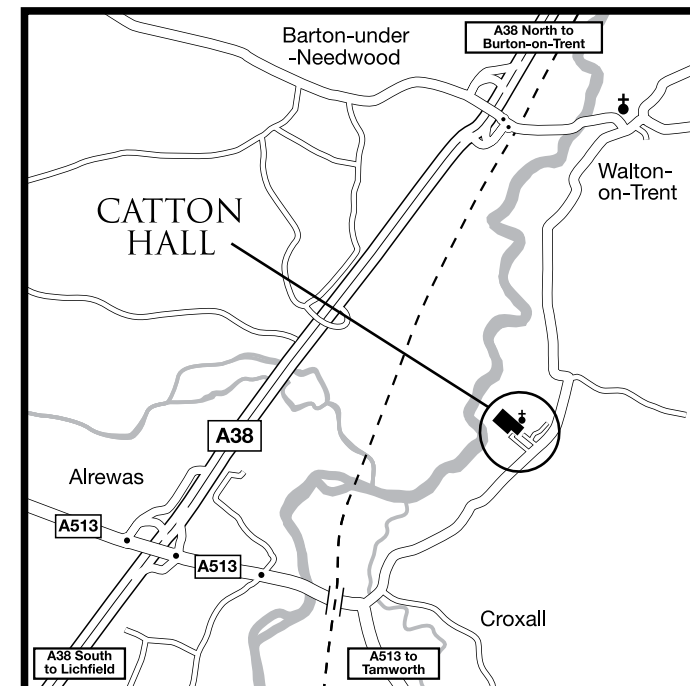 Barton-under
-Needwood
A38 North to
Burton-on-Trent
Walton-
on-Trent
CATTON
HALL
A38
Alrewas
A513
A513
Croxall
A38 South
to Lichfield
A513 to
Tamworth